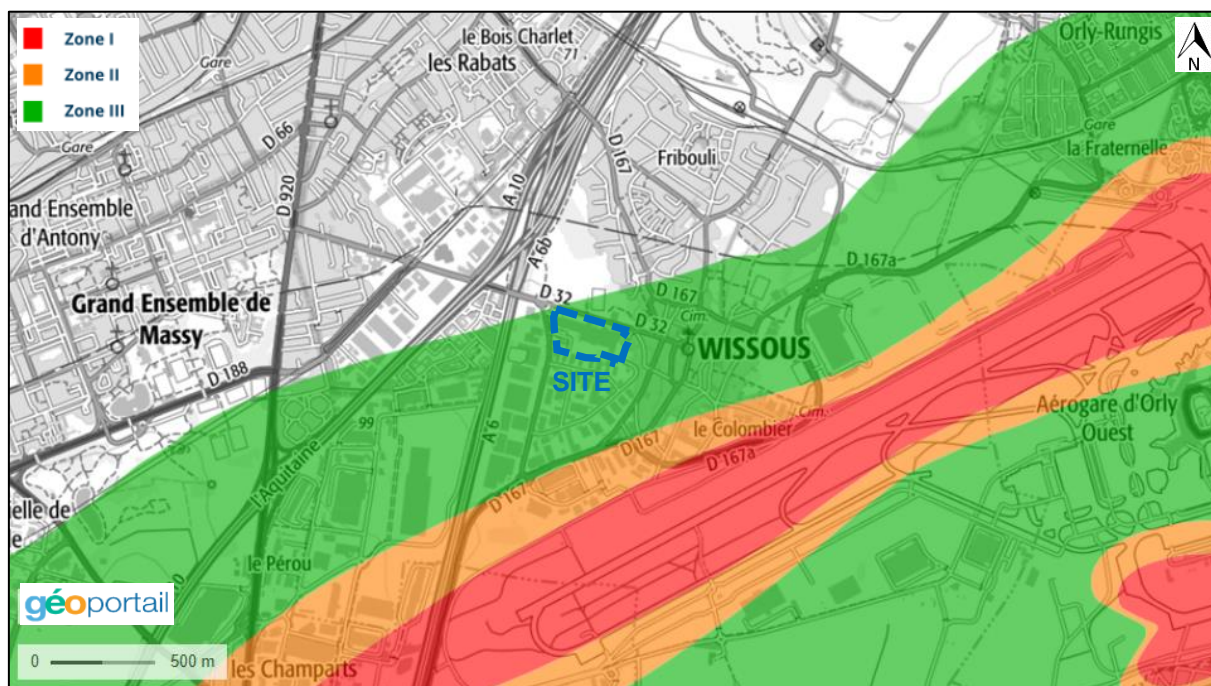 Zone I
Zone II
Zone III
le Bois Charlet
71
les Rabats
Orly-Rungis
N
Gare
Gare
D 66
D 920
A 10
A 6b
D 167
Fribouli
Gare
la Fraternelle
and Ensemble
d'Antony
Grand Ensemble de
Massy
D 188
D 32
D 167
D 32
Cim.
D 167a
WISSOUS
SITE
99
A 6
l'Aquitaine
D 167
D 167
le Colombier
Cim.
D 167a
Aérogare d'Orly
Ouest
elle de
le Pérou
géoportail
0 500 m
les Champarts